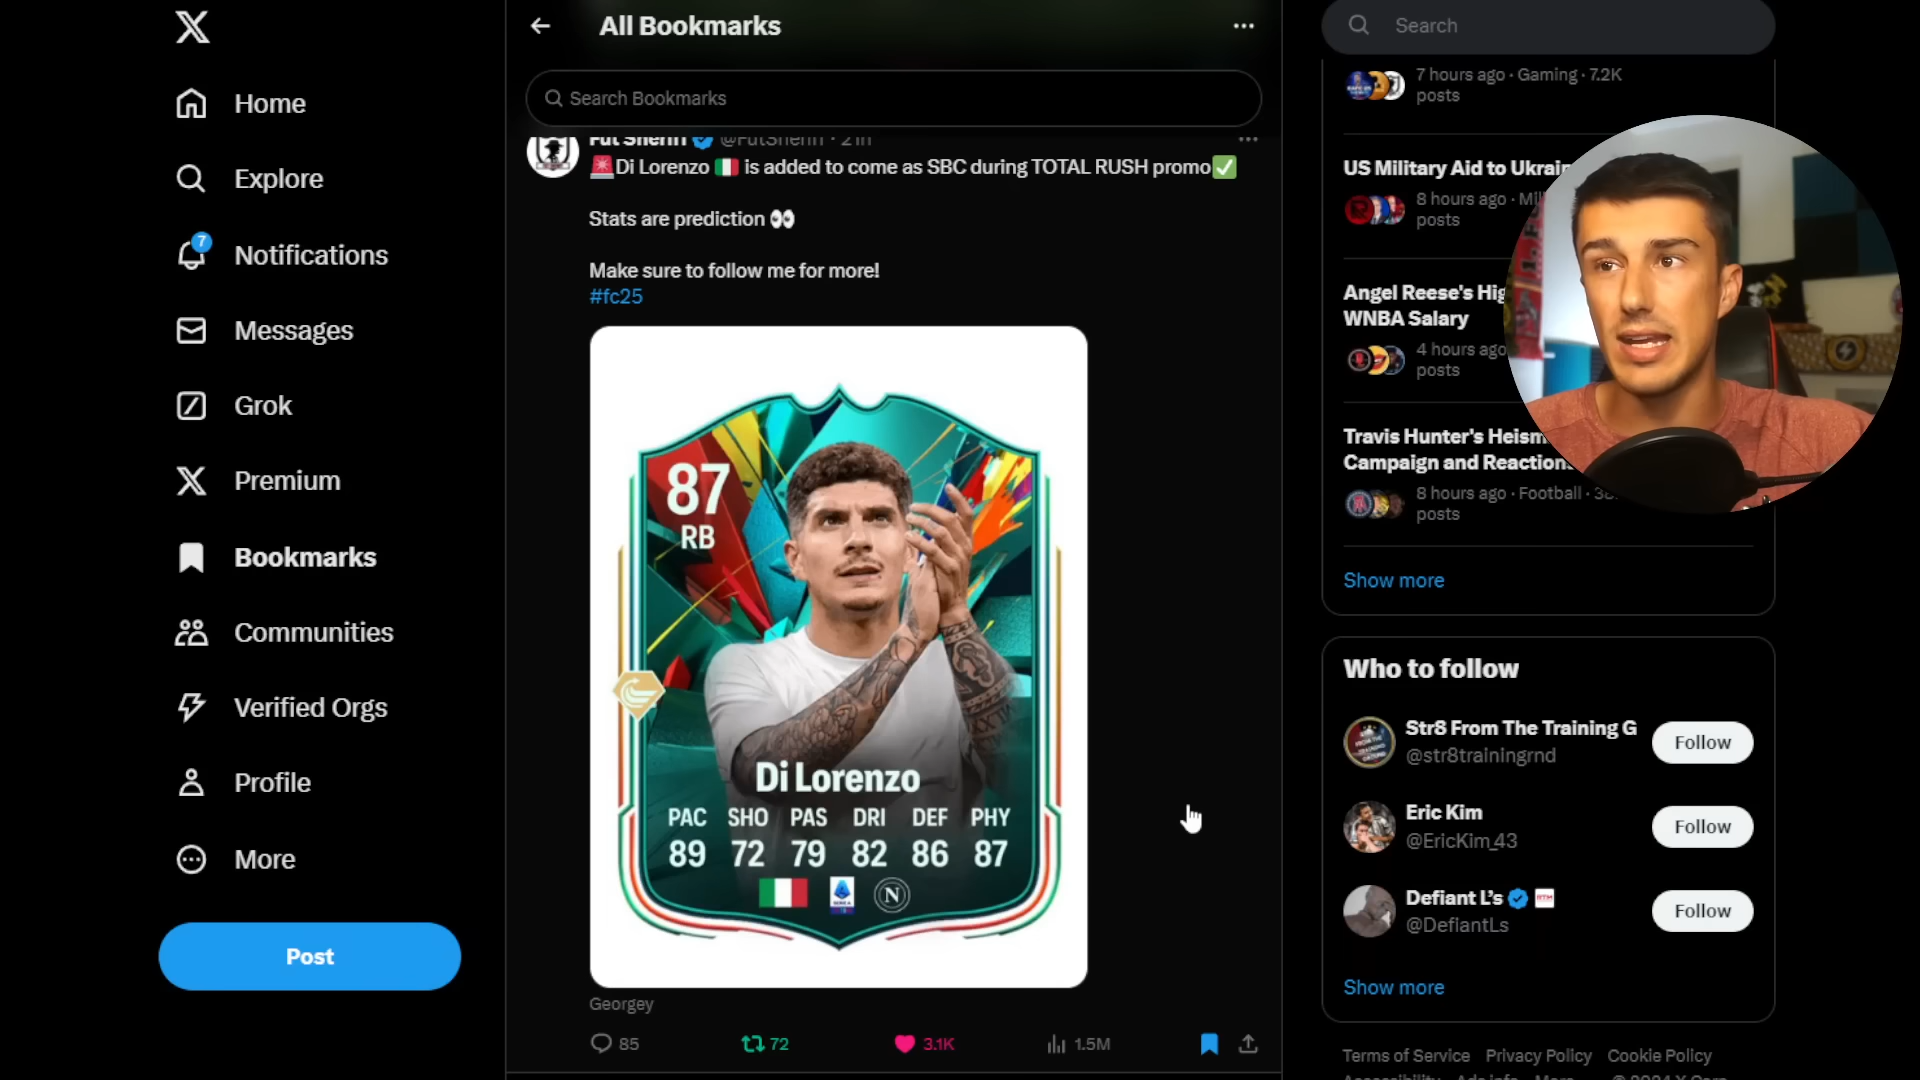 Home
Explore
7
Notifications
Messages
Grok
Premium
Bookmarks
Communities
Verified Orgs
Profile
More
Post
All Bookmarks
Search Bookmarks
Fut Sheriff @FutSheriff · 21h
Di Lorenzo is added to come as SBC during TOTAL RUSH promo
Stats are prediction
Make sure to follow me for more!
#fc25
87
RB
Di Lorenzo
PAC SHO PAS DRI DEF PHY
89 72 79 82 86 87
N
Georgey
85 72 3.1K 1.5M
Search
7 hours ago · Gaming · 7.2K
posts
US Military Aid to
8 hours ago ·
posts
Angel Reese's
WNBA Salary
4 hours ago
posts
Travis Hunter's
Campaign and
8 hours ago · Football ·
posts
Show more
Who to follow
Str8 From The Training G
@str8trainingrnd
Follow
Eric Kim
@EricKim_43
Follow
Defiant L's
@DefiantLs
Follow
Show more
Terms of Service Privacy Policy Cookie Policy